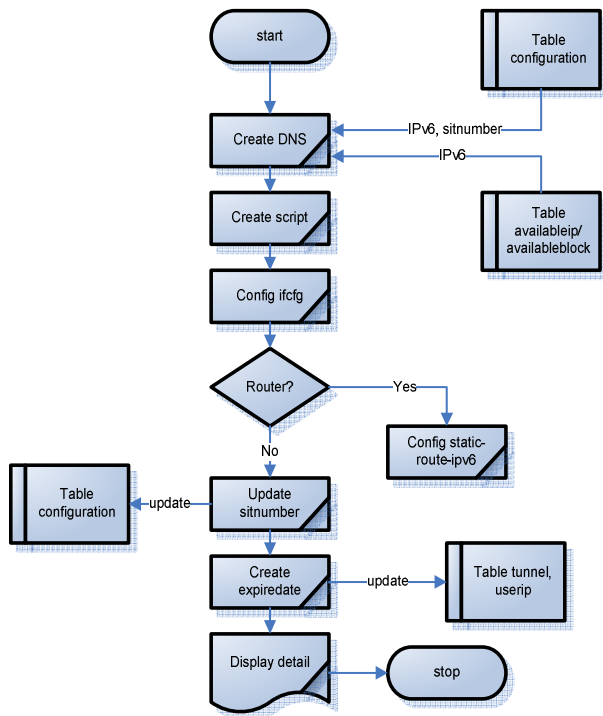 start
Table
configuration
Create DNS
IPv6, sitnumber
IPv6
Create script
Table
availableip/
availableblock
Config ifcfg
Router?
Yes
Config static-
route-ipv6
No
Table
configuration
update
Update
sitnumber
Create
expiredate
update
Table tunnel,
userip
Display detail
stop